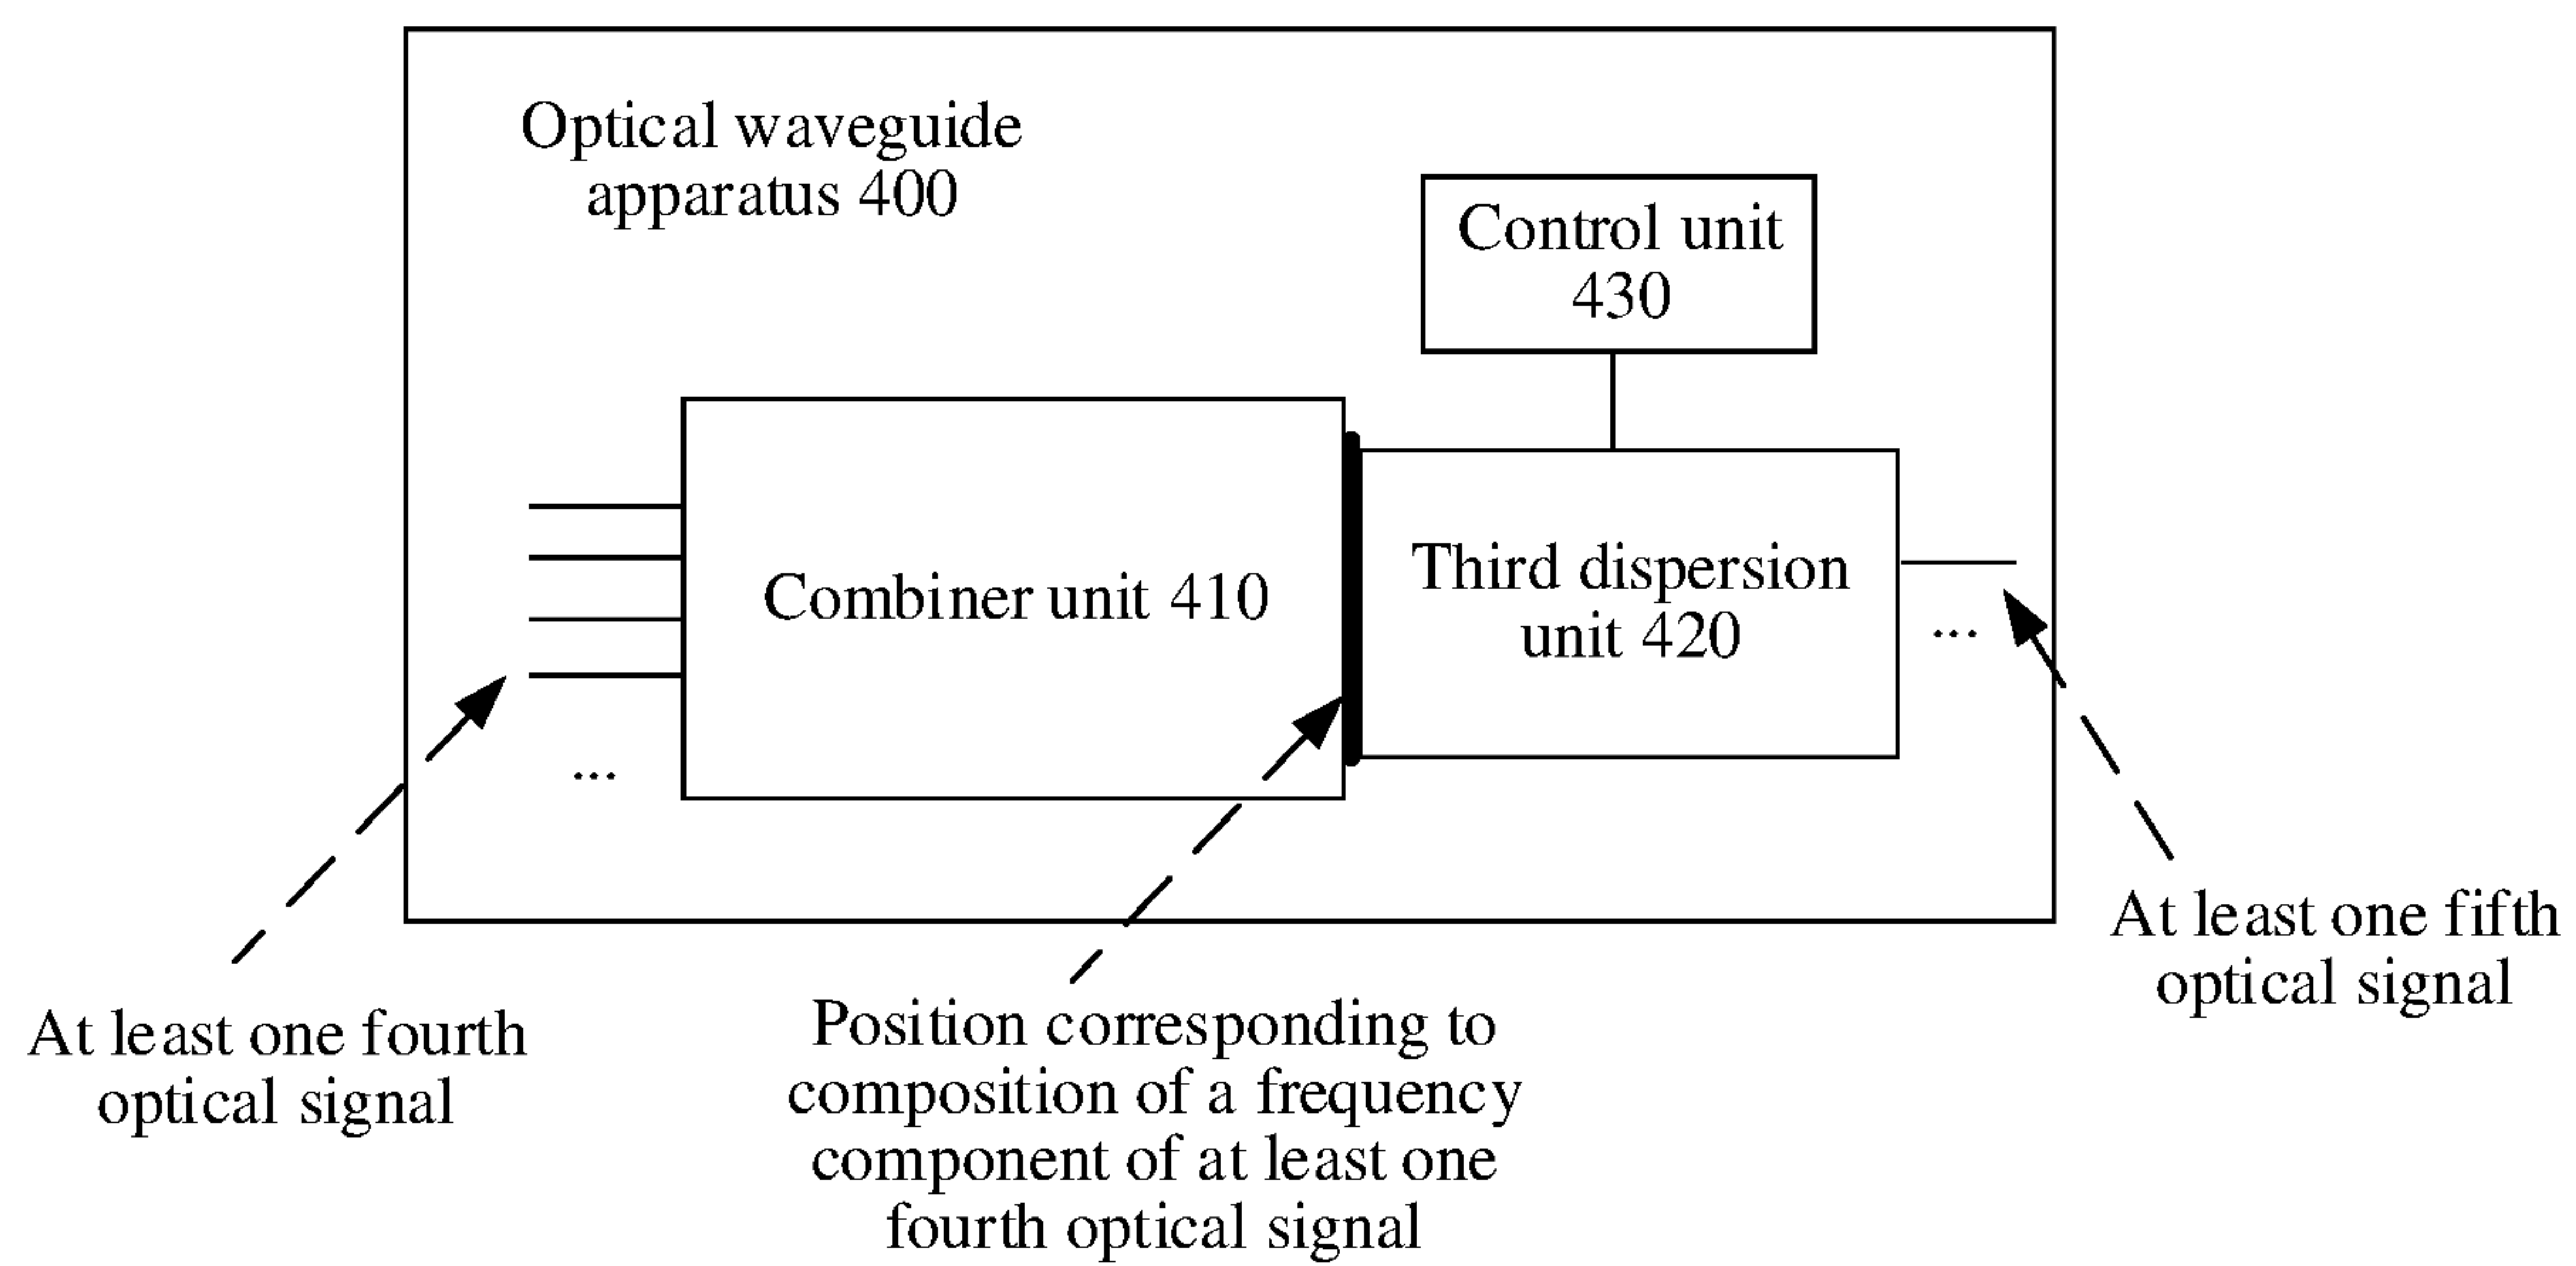 Optical waveguide
apparatus 400
Control unit
430
Combiner unit 410
Third dispersion
unit 420
...
...
At least one fourth
optical signal
Position corresponding to
composition of a frequency
component of at least one
fourth optical signal
At least one fifth
optical signal